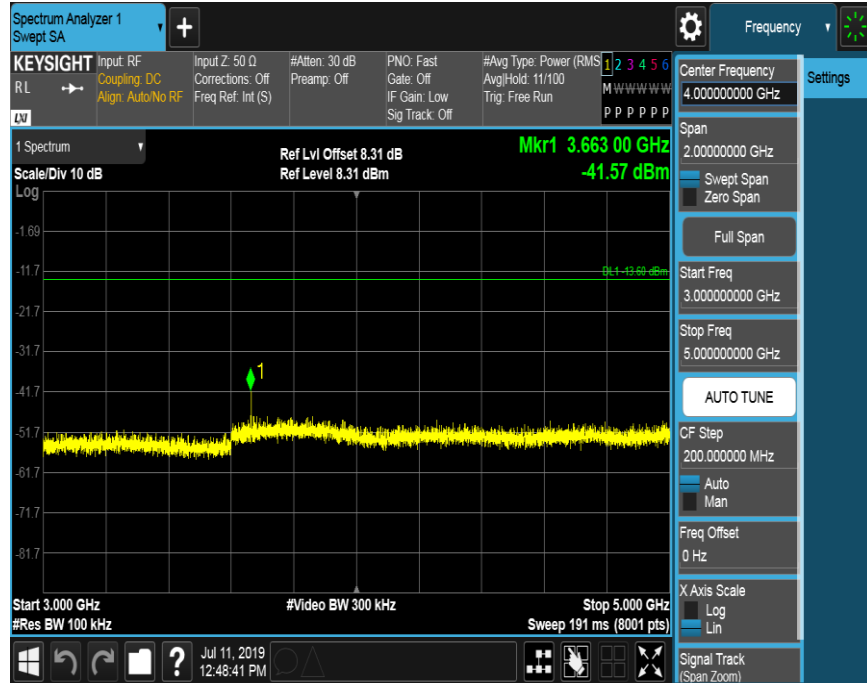 Spectrum Analyzer 1
Swept SA
Frequency
KEYSIGHT
RL
LXI
Input: RF
Coupling: DC
Align: Auto/No RF
Input Z: 50 Ω
Corrections: Off
Freq Ref: Int (S)
#Atten: 30 dB
Preamp: Off
PNO: Fast
Gate: Off
IF Gain: Low
Sig Track: Off
#Avg Type: Power (RMS
Avg|Hold: 11/100
Trig: Free Run
1 2 3 4 5 6
M W W W W W
P P P P P P
1 Spectrum
Scale/Div 10 dB
Ref Lvl Offset 8.31 dB
Ref Level 8.31 dBm
Mkr1 3.663 00 GHz
-41.57 dBm
Log
-1.69
-11.7
DL1 -13.60 dBm
-21.7
-31.7
1
-41.7
-51.7
-61.7
-71.7
-81.7
Start 3.000 GHz
#Res BW 100 kHz
#Video BW 300 kHz
Stop 5.000 GHz
Sweep 191 ms (8001 pts)
Jul 11, 2019
12:48:41 PM
Center Frequency
4.000000000 GHz
Span
2.00000000 GHz
Swept Span
Zero Span
Full Span
Start Freq
3.000000000 GHz
Stop Freq
5.000000000 GHz
AUTO TUNE
CF Step
200.000000 MHz
Auto
Man
Freq Offset
0 Hz
X Axis Scale
Log
Lin
Signal Track
(Span Zoom)
Settings